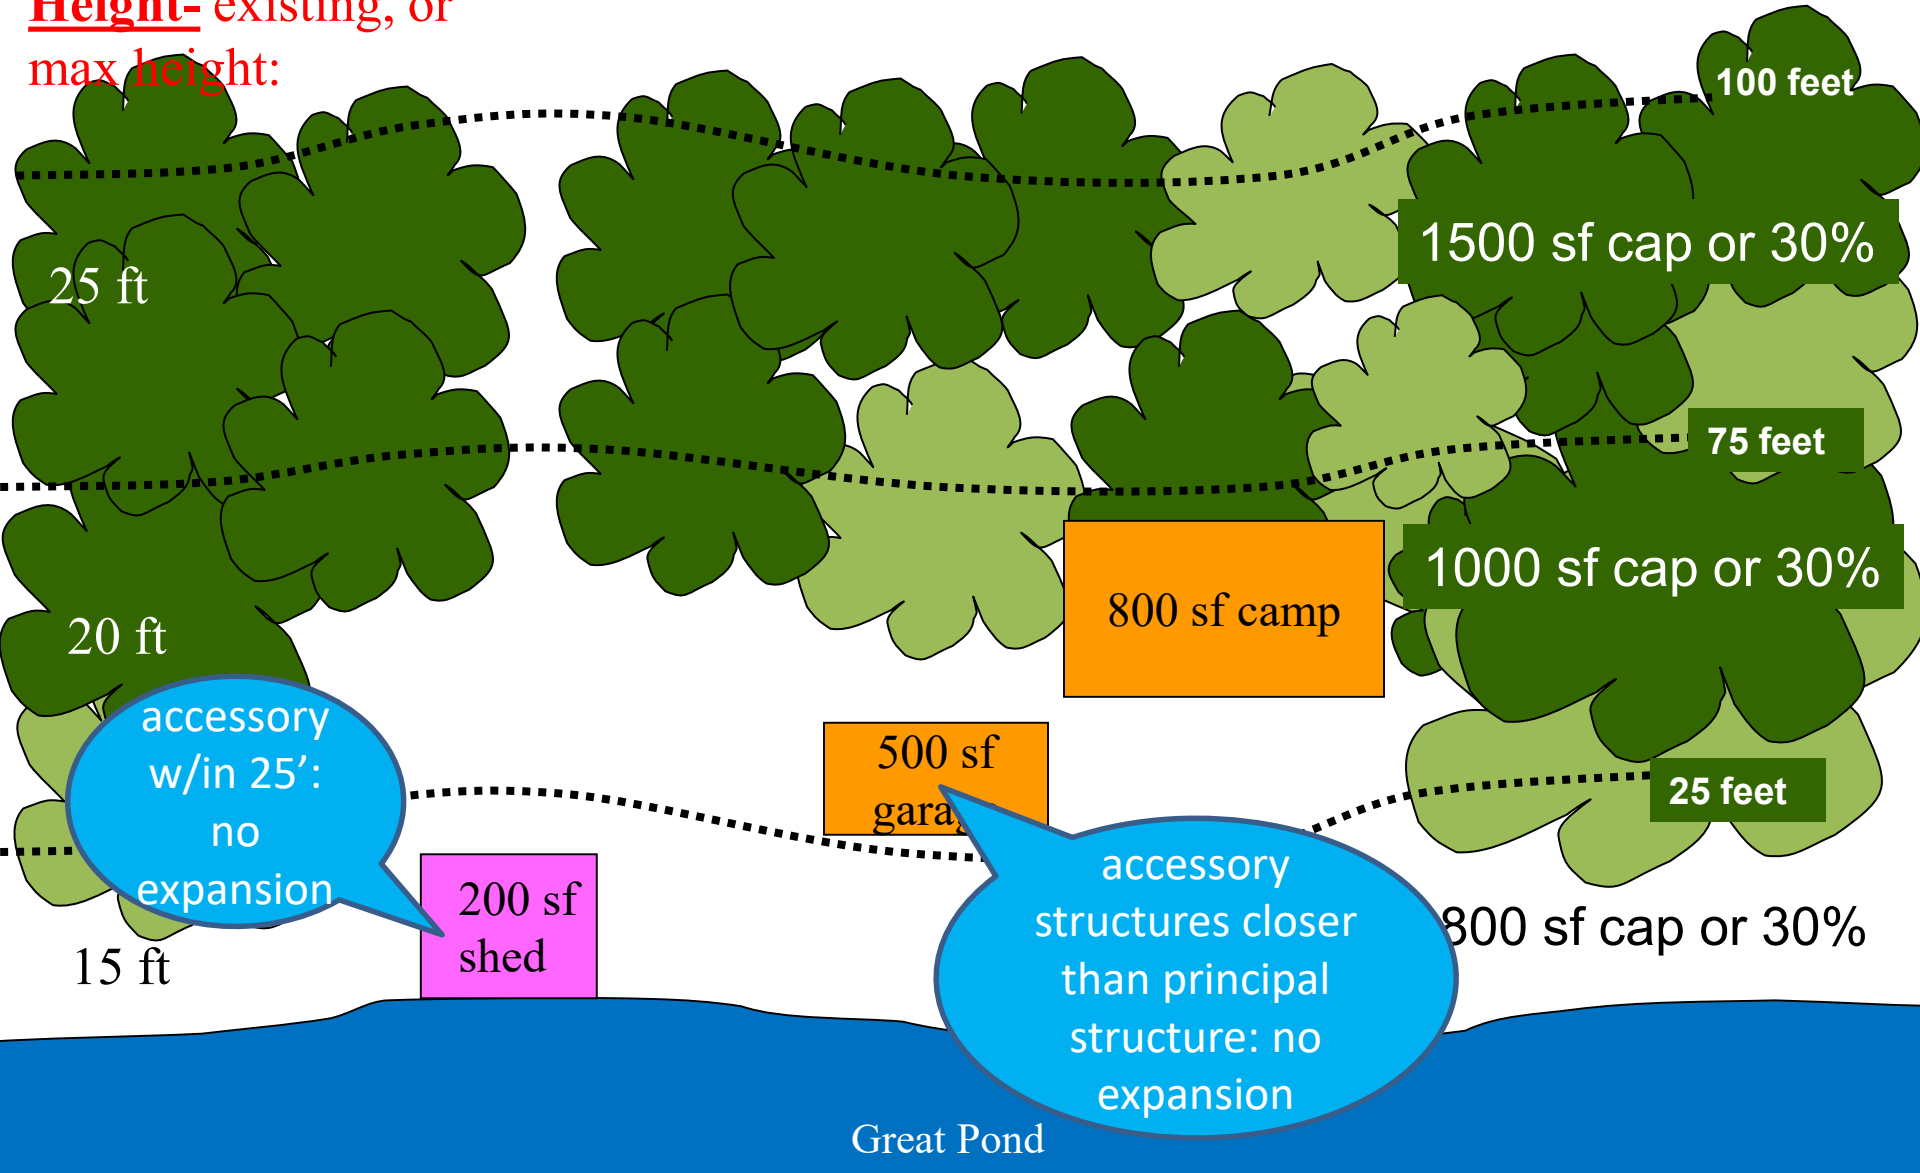 Height- existing, or
max height:
100 feet
1500 sf cap or 30%
25 ft
75 feet
1000 sf cap or 30%
800 sf camp
20 ft
accessory
w/in 25’:
no
expansion
500 sf
25 feet
200 sf
shed
accessory
structures closer
than principal
structure: no
expansion
800 sf cap or 30%
15 ft
Great Pond